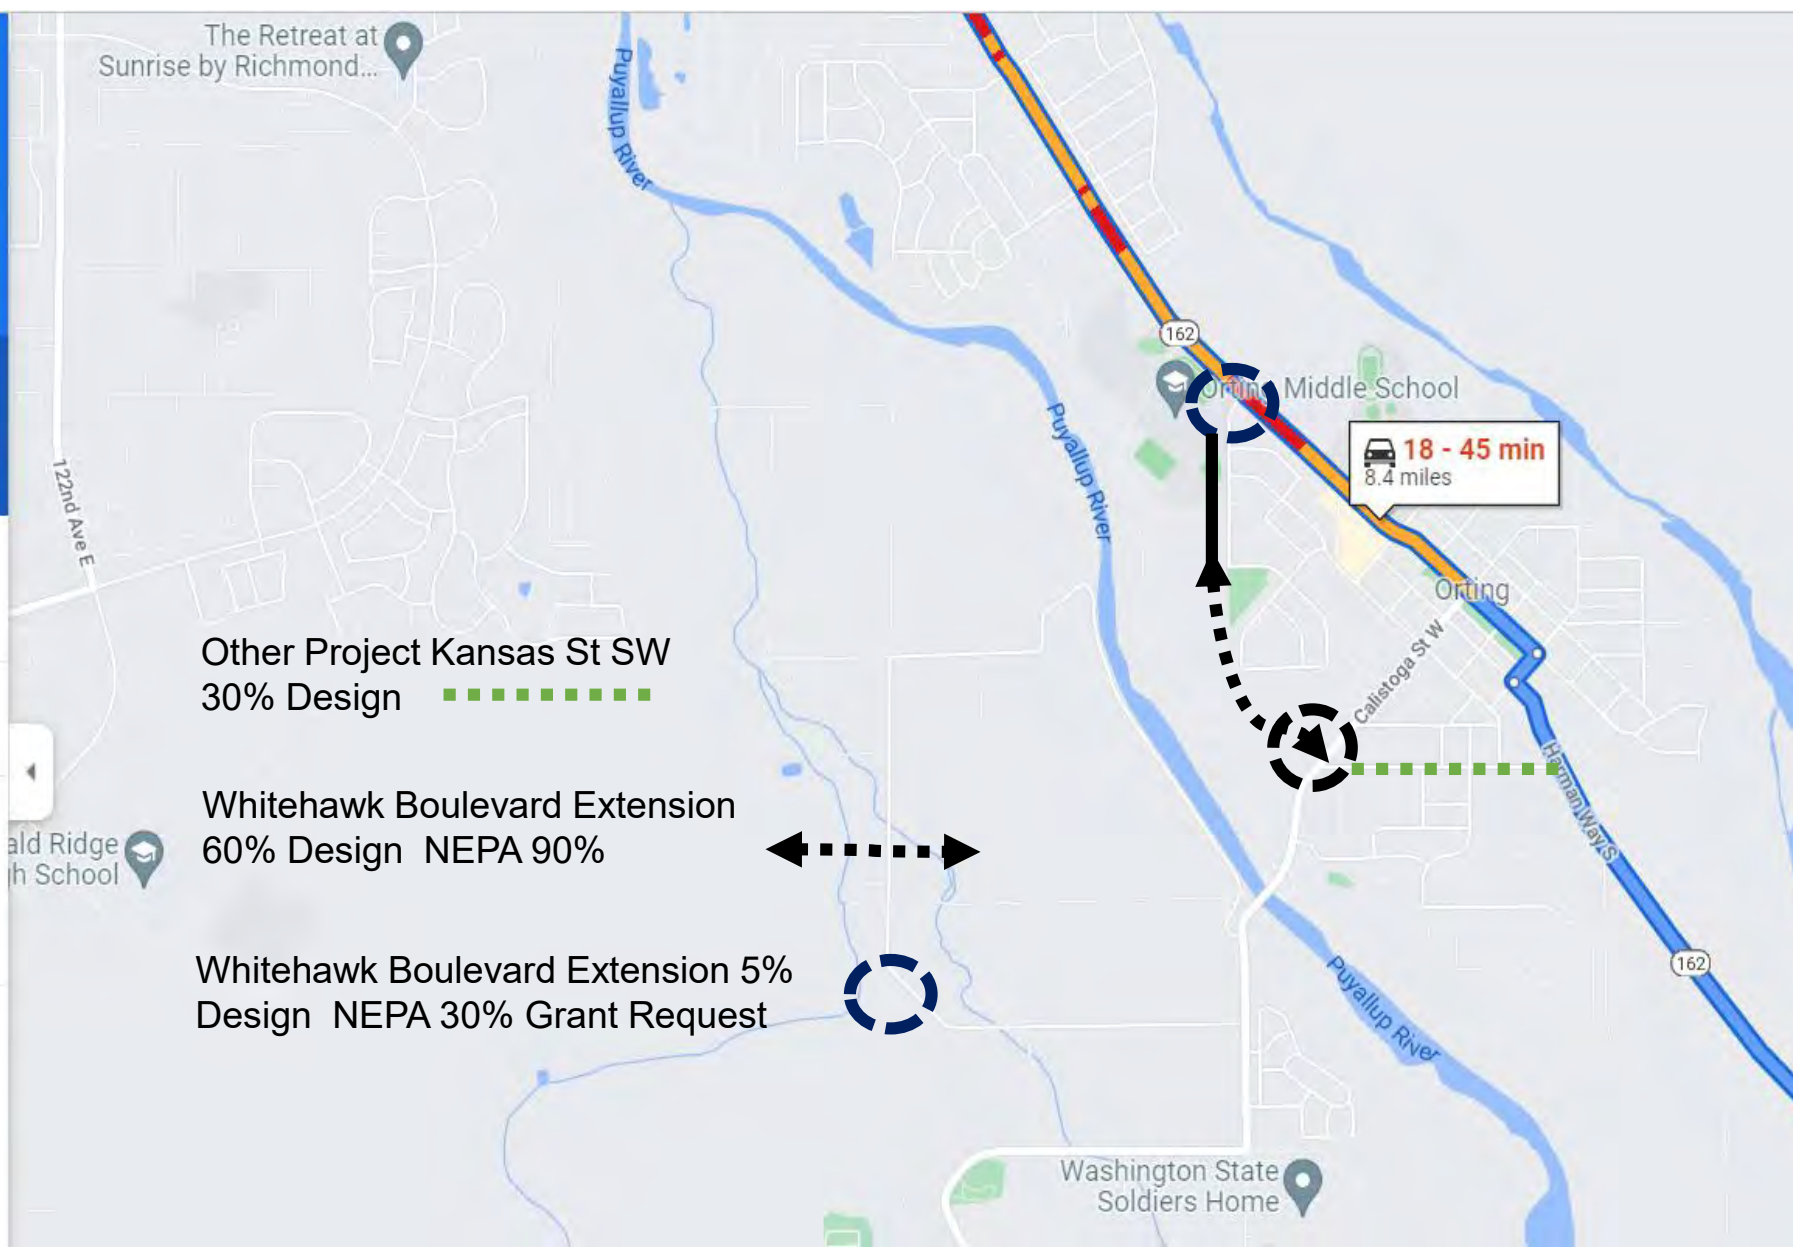 The Retreat at
Sunrise by Richmond...
Puyallup River
162
Orting Middle School
18 - 45 min
8.4 miles
Puyallup River
122nd Ave E
Orting
Calistoga St W
Other Project Kansas St SW
30% Design
Harman Way S
Whitehawk Boulevard Extension
60% Design NEPA 90%
ald Ridge
h School
Whitehawk Boulevard Extension 5%
Design NEPA 30% Grant Request
162
Puyallup River
Washington State
Soldiers Home